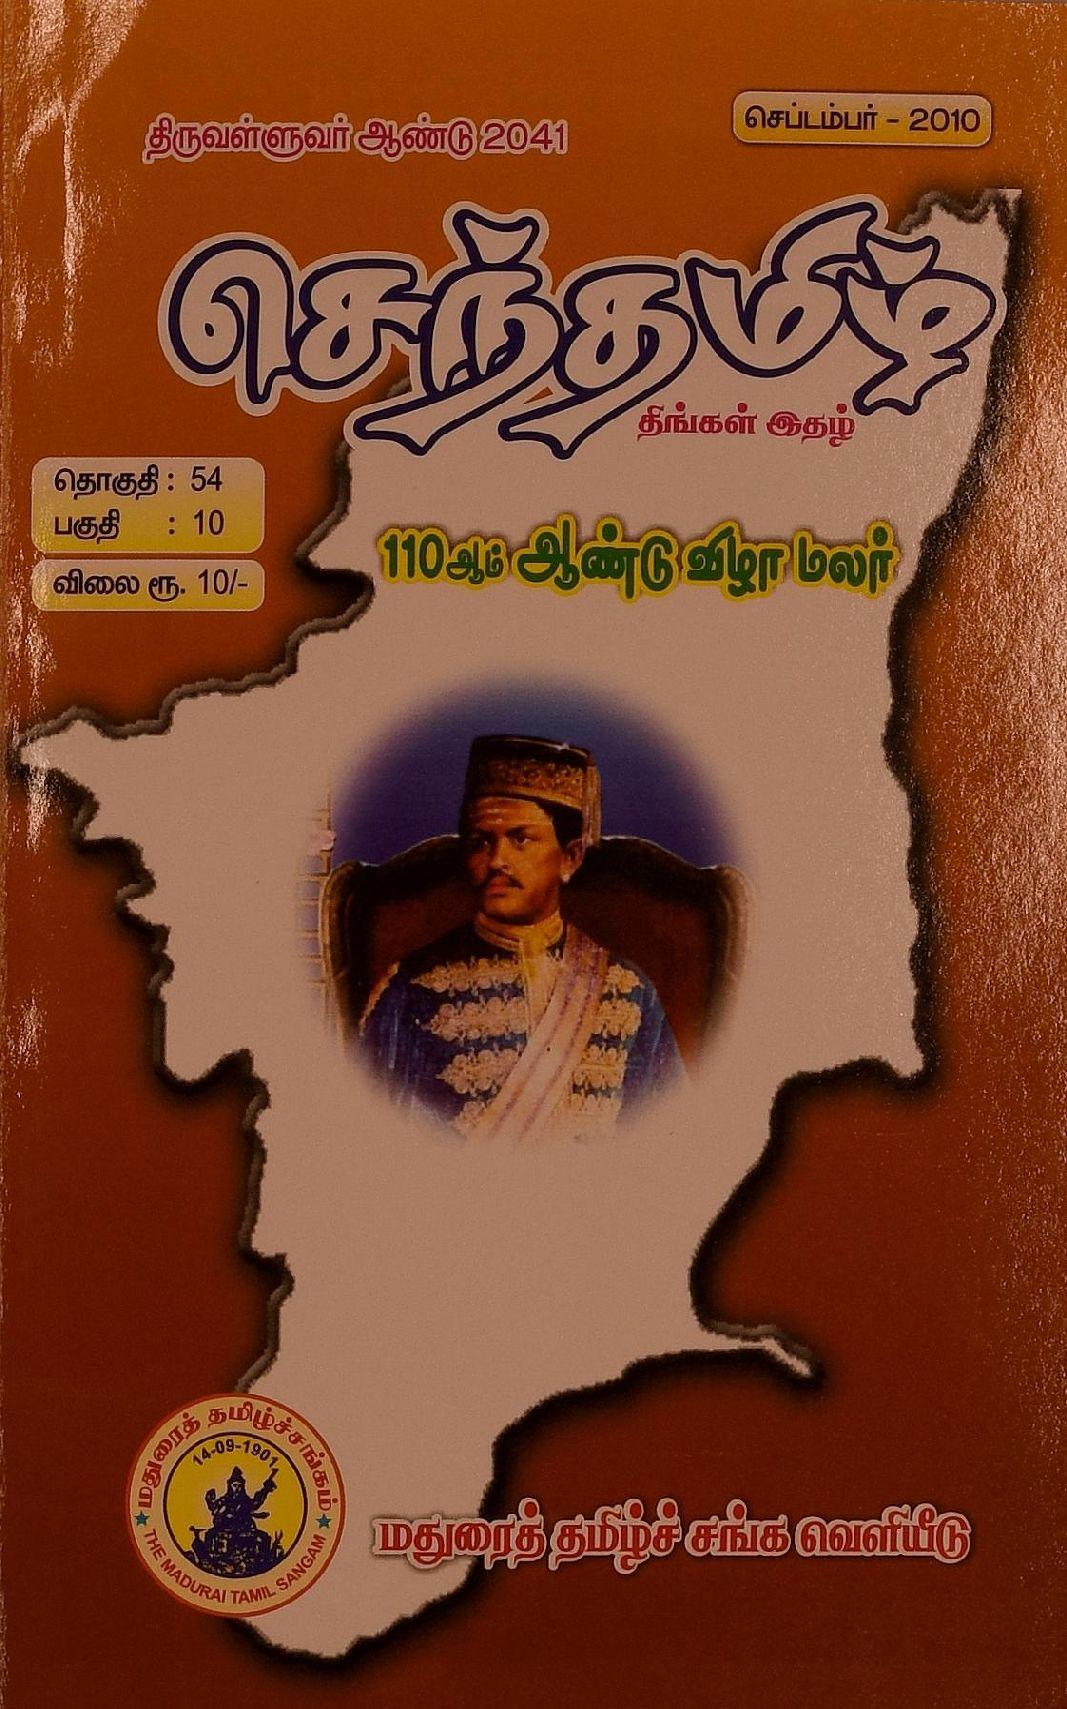 திருவள்ளுவர் ஆண்டு 2041
செப்டம்பர் - 2010
செந்தமிழ்
திங்கள் இதழ்
தொகுதி : 54
பகுதி : 10
விலை ரூ. 10/-
110ஆம் ஆண்டு விழா மலர்
மதுரைத் தமிழ்ச்சங்கம்
14-09-1901
THE MADURAI TAMIL SANGAM
மதுரைத் தமிழ்ச் சங்க வெளியீடு